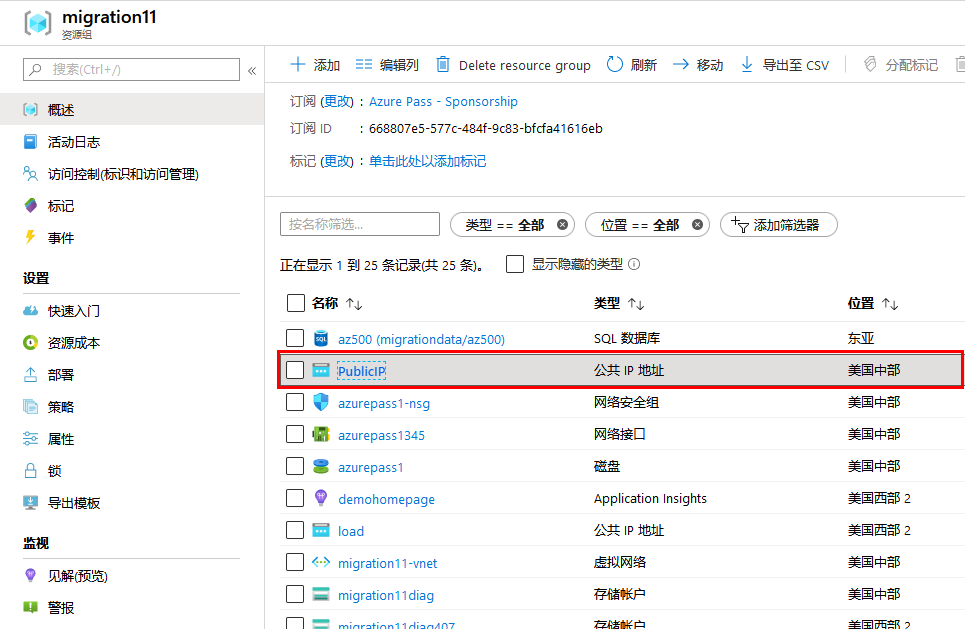 migration11
资源组
搜索(Ctrl+/)
«
添加
编辑列
Delete resource group
刷新
移动
导出至 CSV
分配标记
订阅 (更改) : Azure Pass - Sponsorship
订阅 ID : 668807e5-577c-484f-9c83-bfcfa41616eb
标记 (更改) : 单击此处以添加标记
概述
活动日志
访问控制(标识和访问管理)
标记
事件
设置
快速入门
资源成本
部署
策略
属性
锁
导出模板
监视
见解(预览)
警报
按名称筛选...
类型 == 全部
位置 == 全部
添加筛选器
正在显示 1 到 25 条记录(共 25 条)。
显示隐藏的类型
名称 ↑↓ 类型 ↑↓ 位置 ↑↓
az500 (migrationdata/az500) SQL 数据库 东亚
PublicIP 公共 IP 地址 美国中部
azurepass1-nsg 网络安全组 美国中部
azurepass1345 网络接口 美国中部
azurepass1 磁盘 美国中部
demohomepage Application Insights 美国西部 2
load 公共 IP 地址 美国西部 2
migration11-vnet 虚拟网络 美国中部
migration11diag 存储帐户 美国中部
migration11diag407 存储帐户 美国西部 2